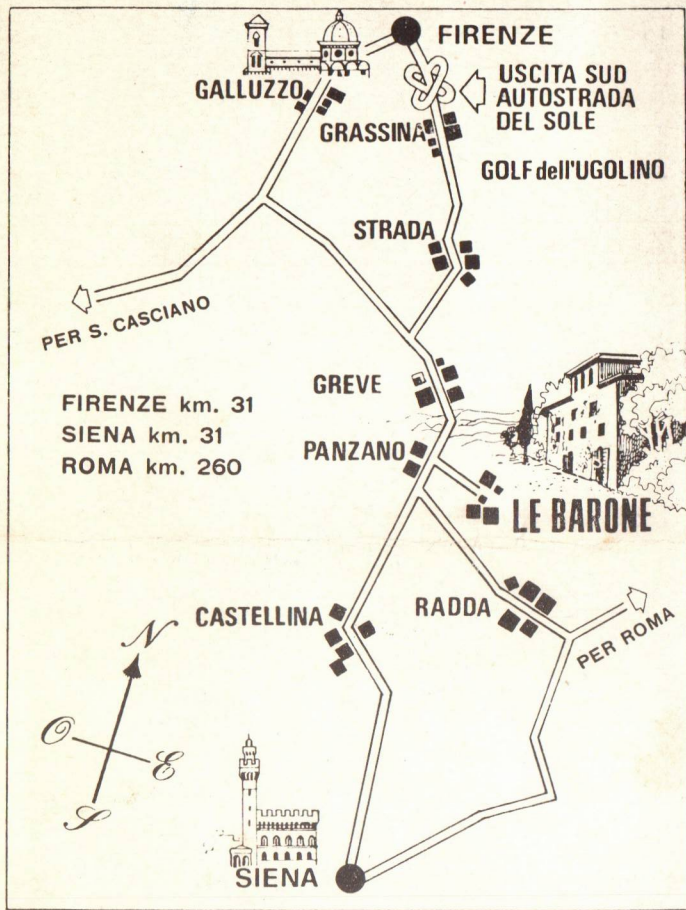 FIRENZE
USCITA SUD
AUTOSTRADA
DEL SOLE
GALLUZZO
GRASSINA
GOLF dell'UGOLINO
STRADA
PER S. CASCIANO
GREVE
FIRENZE km. 31
SIENA km. 31
ROMA km. 260
PANZANO
LE BARONE
CASTELLINA
RADDA
PER ROMA
N
O
E
S
SIENA